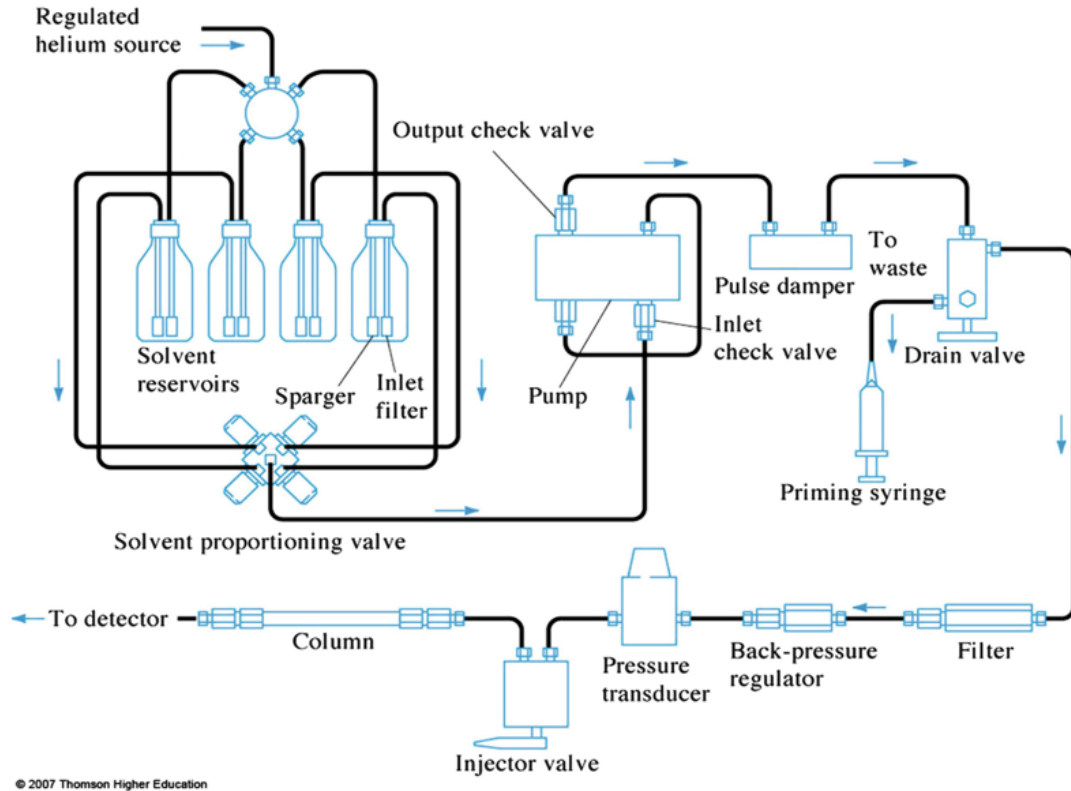 Regulated
helium source
Output check valve
To
waste
Pulse damper
Inlet
check valve
Drain valve
Solvent
reservoirs
Sparger
Inlet
filter
Pump
Priming syringe
Solvent proportioning valve
To detector
Column
Pressure
transducer
Back-pressure
regulator
Filter
Injector valve
© 2007 Thomson Higher Education